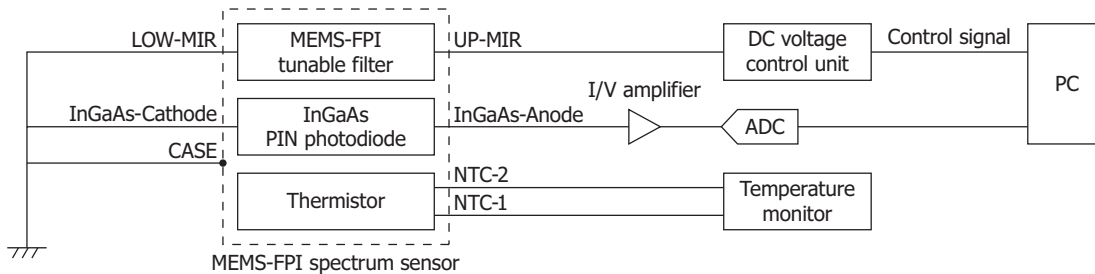 LOW-MIR
MEMS-FPI
tunable filter
UP-MIR
DC voltage
control unit
Control signal
PC
I/V amplifier
InGaAs-Cathode
InGaAs
PIN photodiode
InGaAs-Anode
ADC
CASE
Thermistor
NTC-2
NTC-1
Temperature
monitor
MEMS-FPI spectrum sensor